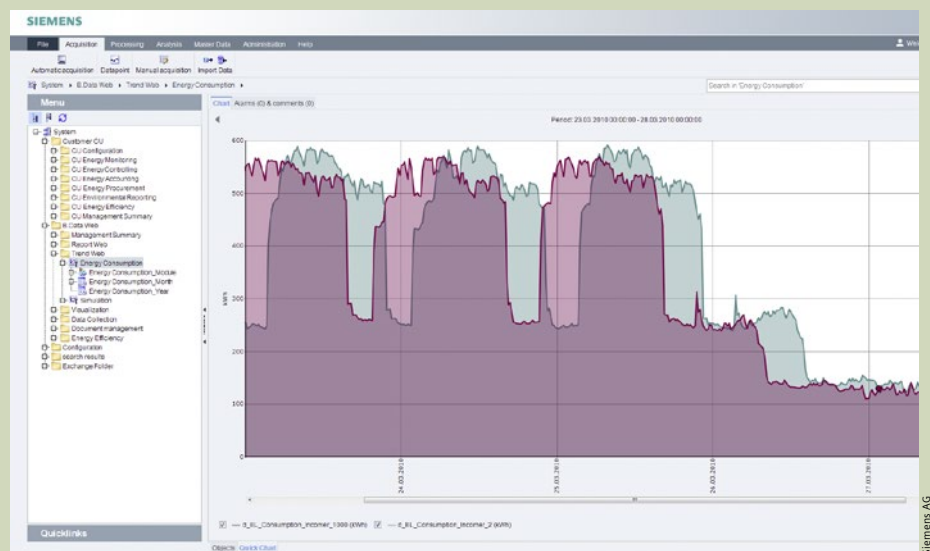 SIEMENS
File Acquisition Processing Analysis Master Data Administration Help
Automatic acquisition Datapoint Manual acquisition Import Data
System B.Data Web Trend Web Energy Consumption
Search in 'Energy Consumption'
Menu
Chart Alarms (0) & comments (0)
Period: 23.03.2010 00:00:00 - 28.03.2010 00:00:00
System
Customer CU
CU Configuration
CU Energy Monitoring
CU Energy Controlling
CU Energy Accounting
CU Energy Procurement
CU Environmental Reporting
CU Energy Efficiency
CU Management Summary
B.Data Web
Management Summary
Report Web
Trend Web
Energy Consumption
Energy Consumption_Module
Energy Consumption_Month
Energy Consumption_Year
Simulation
Visualization
Data Collection
Document management
Energy Efficiency
Configuration
search results
Exchange Folder
600
500
400
300
200
100
0
kWh
24.03.2010
25.03.2010
26.03.2010
27.03.2010
d_EL_Consumption_Incomer_1000 (kWh) d_EL_Consumption_Incomer_2 (kWh)
Quicklinks
Objects Quick Chart
Siemens AG